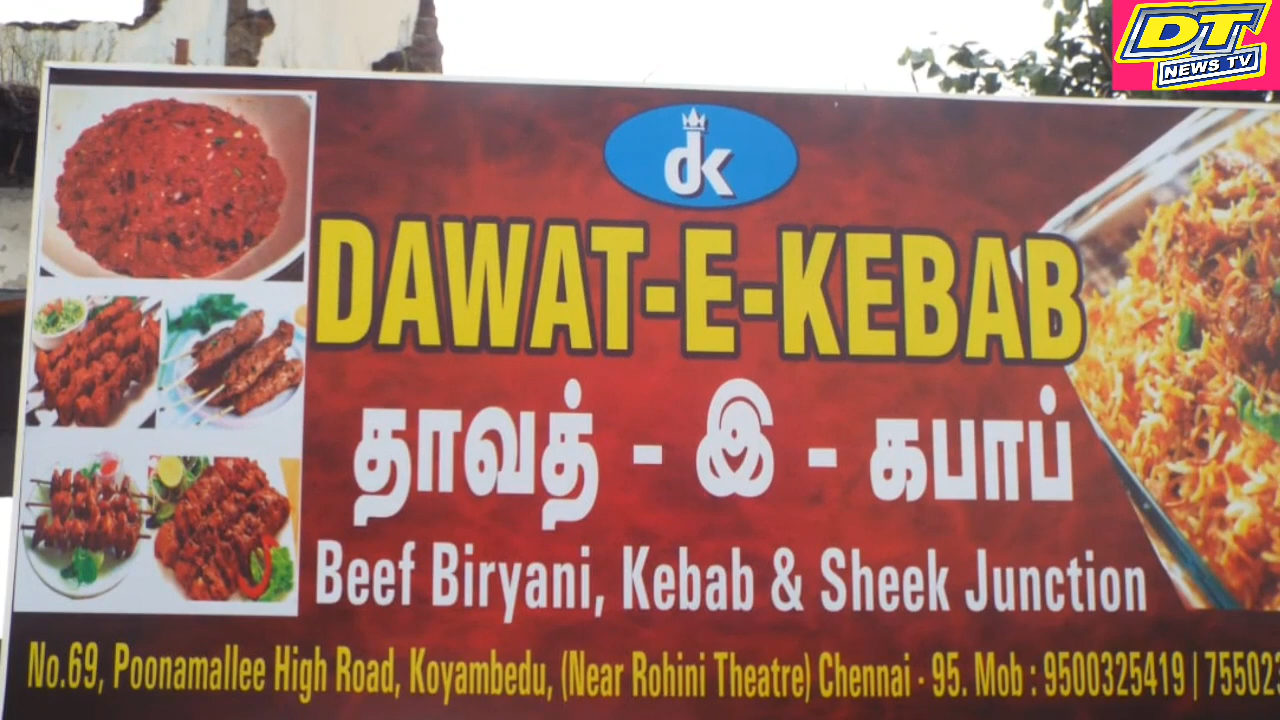 DT
NEWS TV
dk
DAWAT-E-KEBAB
தாவத் - இ - கபாப்
Beef Biryani, Kebab & Sheek Junction
No.69, Poonamallee High Road, Koyambedu, (Near Rohini Theatre) Chennai - 95. Mob : 9500325419 |